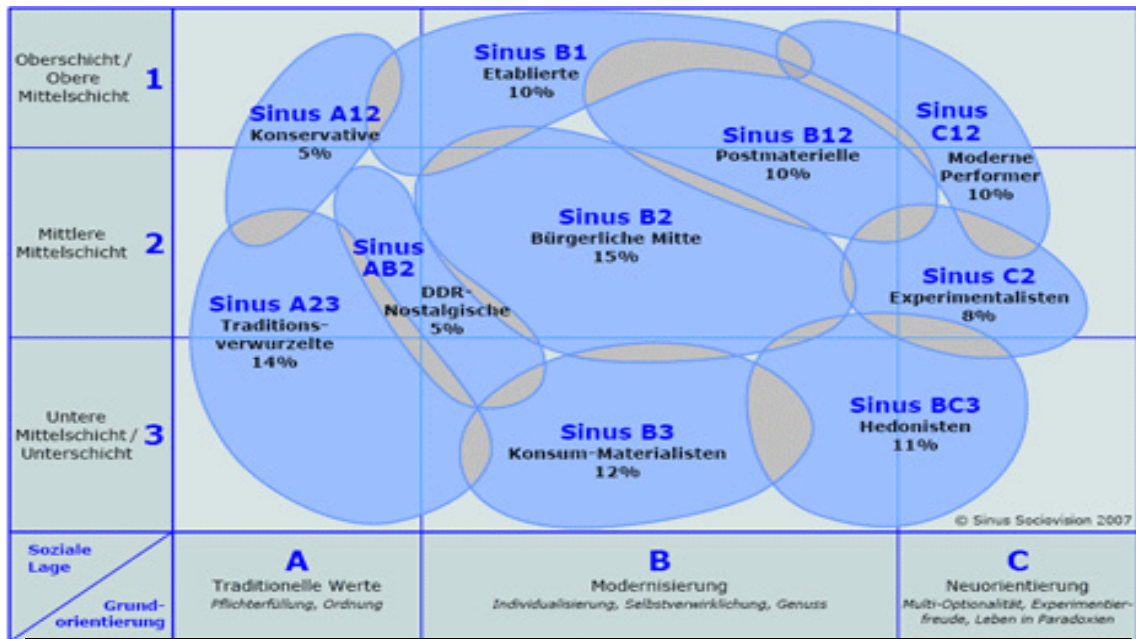 Oberschicht /
Obere
Mittelschicht
1
Mittlere
Mittelschicht
2
Untere
Mittelschicht /
Unterschicht
3
Sinus A12
Konservative
5%
Sinus B1
Etablierte
10%
Sinus B12
Postmaterielle
10%
Sinus
C12
Moderne
Performer
10%
Sinus A23
Traditions-
verwurzelte
14%
Sinus
AB2
DDR-
Nostalgische
5%
Sinus B2
Bürgerliche Mitte
15%
Sinus C2
Experimentalisten
8%
Sinus B3
Konsum-Materialisten
12%
Sinus BC3
Hedonisten
11%
© Sinus Sociovision 2007
Soziale
Lage
Grund-
orientierung
A
Traditionelle Werte
Pflichterfüllung, Ordnung
B
Modernisierung
Individualisierung, Selbstverwirklichung, Genuss
C
Neuorientierung
Multi-Optionalität, Experimentier-
freude, Leben in Paradoxien